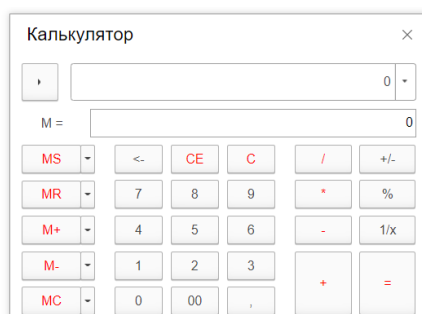 Калькулятор
0
M = 0
MS <- CE C / +/-
MR 7 8 9 * %
M+ 4 5 6 - 1/x
M- 1 2 3 + =
MC 0 00 ,